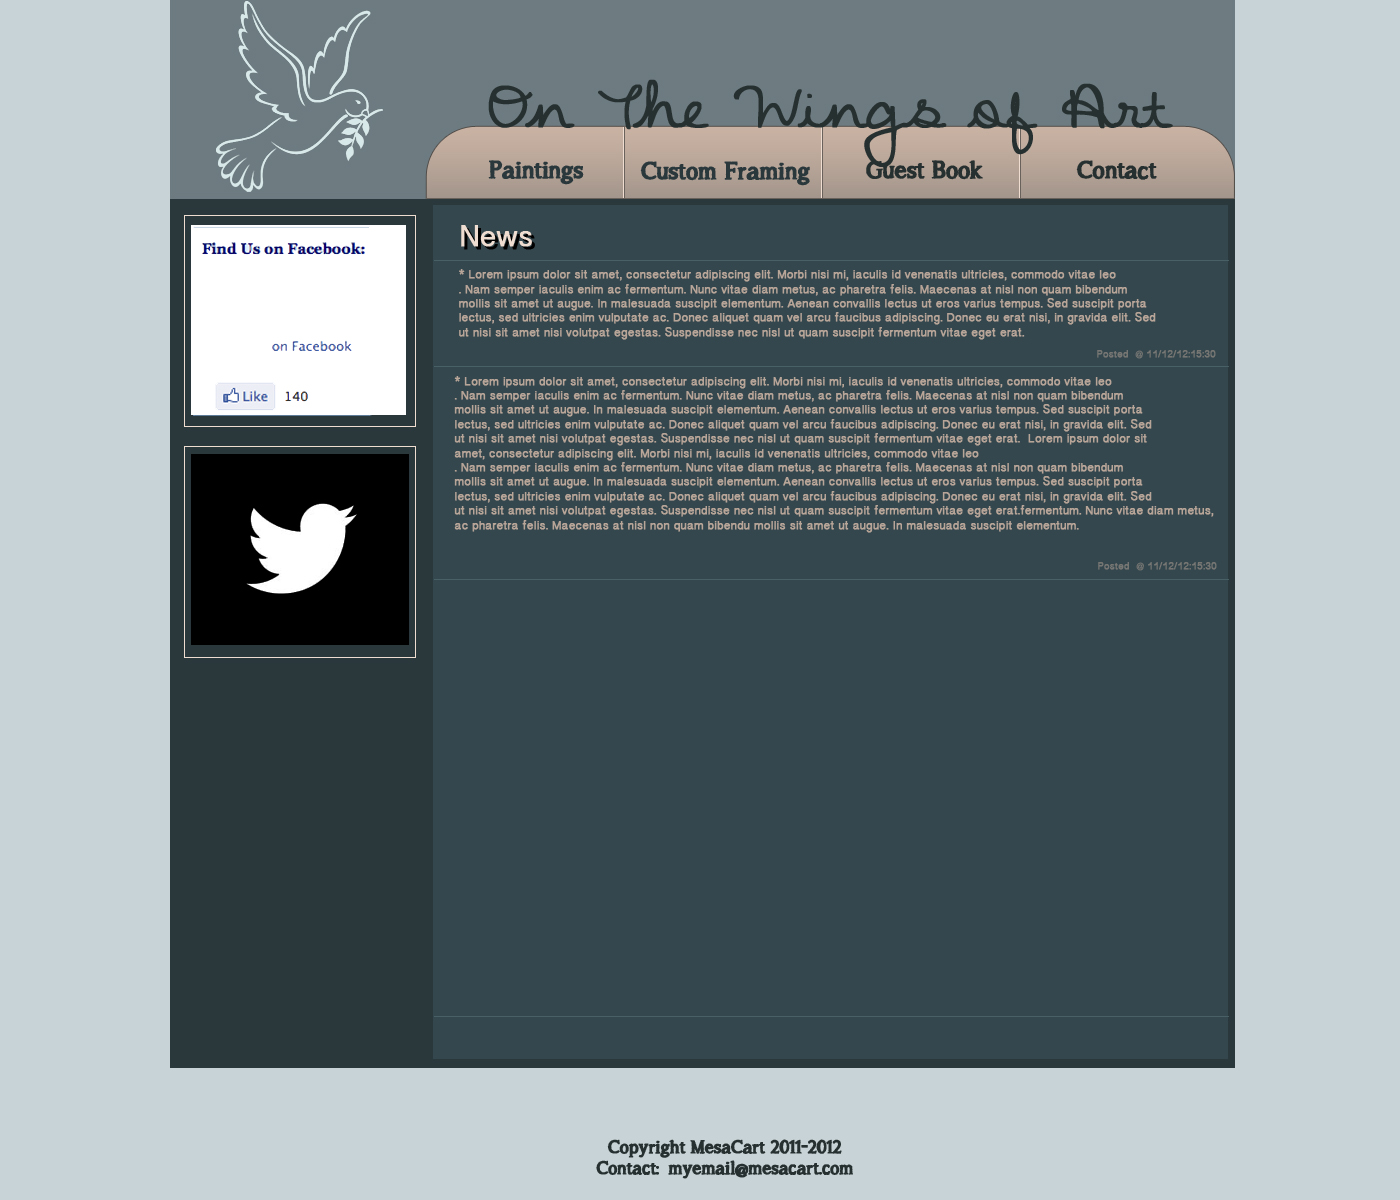 On The Wings of Art
Paintings
Custom Framing
Guest Book
Contact
Find Us on Facebook:
on Facebook
Like 140
News
* Lorem ipsum dolor sit amet, consectetur adipiscing elit. Morbi nisi mi, iaculis id venenatis ultricies, commodo vitae leo
. Nam semper iaculis enim ac fermentum. Nunc vitae diam metus, ac pharetra felis. Maecenas at nisl non quam bibendum
mollis sit amet ut augue. In malesuada suscipit elementum. Aenean convallis lectus ut eros varius tempus. Sed suscipit porta
lectus, sed ultricies enim vulputate ac. Donec aliquet quam vel arcu faucibus adipiscing. Donec eu erat nisi, in gravida elit. Sed
ut nisi sit amet nisi volutpat egestas. Suspendisse nec nisl ut quam suscipit fermentum vitae eget erat.
Posted @ 11/12/12:15:30
* Lorem ipsum dolor sit amet, consectetur adipiscing elit. Morbi nisi mi, iaculis id venenatis ultricies, commodo vitae leo
. Nam semper iaculis enim ac fermentum. Nunc vitae diam metus, ac pharetra felis. Maecenas at nisl non quam bibendum
mollis sit amet ut augue. In malesuada suscipit elementum. Aenean convallis lectus ut eros varius tempus. Sed suscipit porta
lectus, sed ultricies enim vulputate ac. Donec aliquet quam vel arcu faucibus adipiscing. Donec eu erat nisi, in gravida elit. Sed
ut nisi sit amet nisi volutpat egestas. Suspendisse nec nisl ut quam suscipit fermentum vitae eget erat. Lorem ipsum dolor sit
amet, consectetur adipiscing elit. Morbi nisi mi, iaculis id venenatis ultricies, commodo vitae leo
. Nam semper iaculis enim ac fermentum. Nunc vitae diam metus, ac pharetra felis. Maecenas at nisl non quam bibendum
mollis sit amet ut augue. In malesuada suscipit elementum. Aenean convallis lectus ut eros varius tempus. Sed suscipit porta
lectus, sed ultricies enim vulputate ac. Donec aliquet quam vel arcu faucibus adipiscing. Donec eu erat nisi, in gravida elit. Sed
ut nisi sit amet nisi volutpat egestas. Suspendisse nec nisl ut quam suscipit fermentum vitae eget erat.fermentum. Nunc vitae diam metus,
ac pharetra felis. Maecenas at nisl non quam bibendu mollis sit amet ut augue. In malesuada suscipit elementum.
Posted @ 11/12/12:15:30
Copyright MesaCart 2011-2012
Contact: myemail@mesacart.com